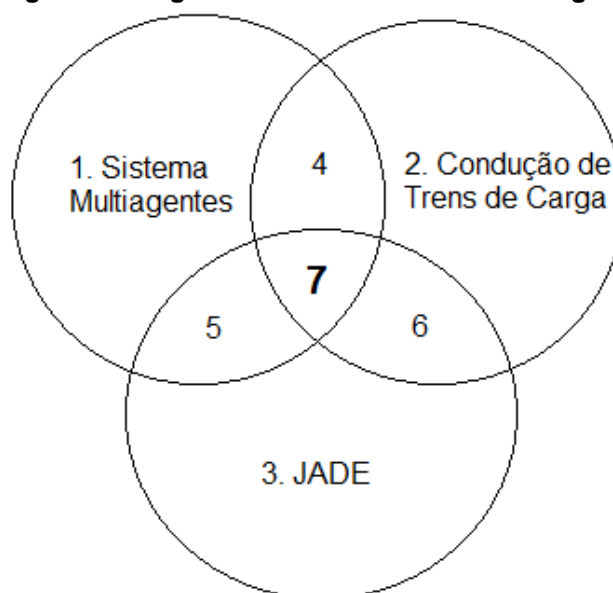 4
1. Sistema
Multiagentes
2. Condução de
Trens de Carga
7
5
6
3. JADE